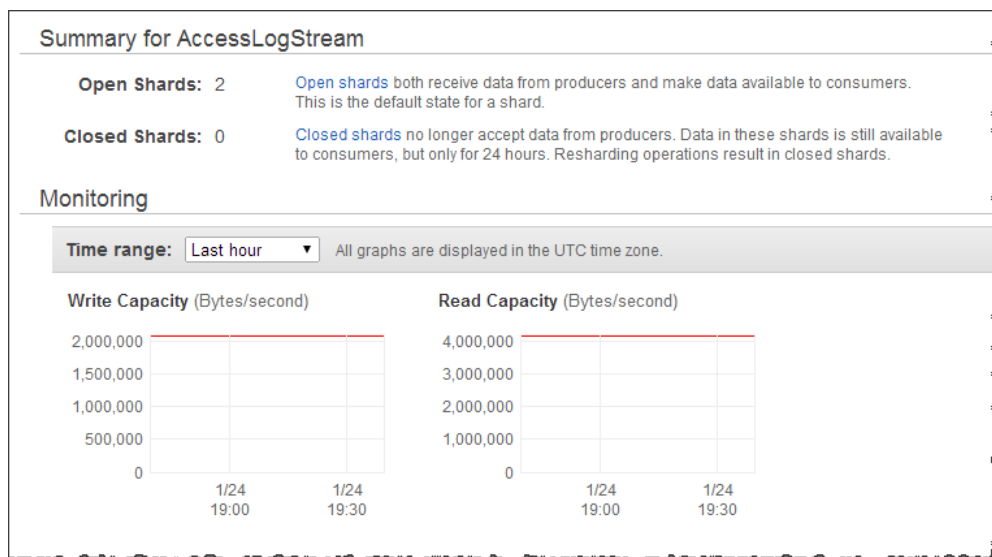 Summary for AccessLogStream
Open Shards: 2 Open shards both receive data from producers and make data available to consumers.
This is the default state for a shard.
Closed Shards: 0 Closed shards no longer accept data from producers. Data in these shards is still available
to consumers, but only for 24 hours. Resharding operations result in closed shards.
Monitoring
Time range: Last hour All graphs are displayed in the UTC time zone.
Write Capacity (Bytes/second)
2,000,000
1,500,000
1,000,000
500,000
0
1/24 1/24
19:00 19:30
Read Capacity (Bytes/second)
4,000,000
3,000,000
2,000,000
1,000,000
0
1/24 1/24
19:00 19:30